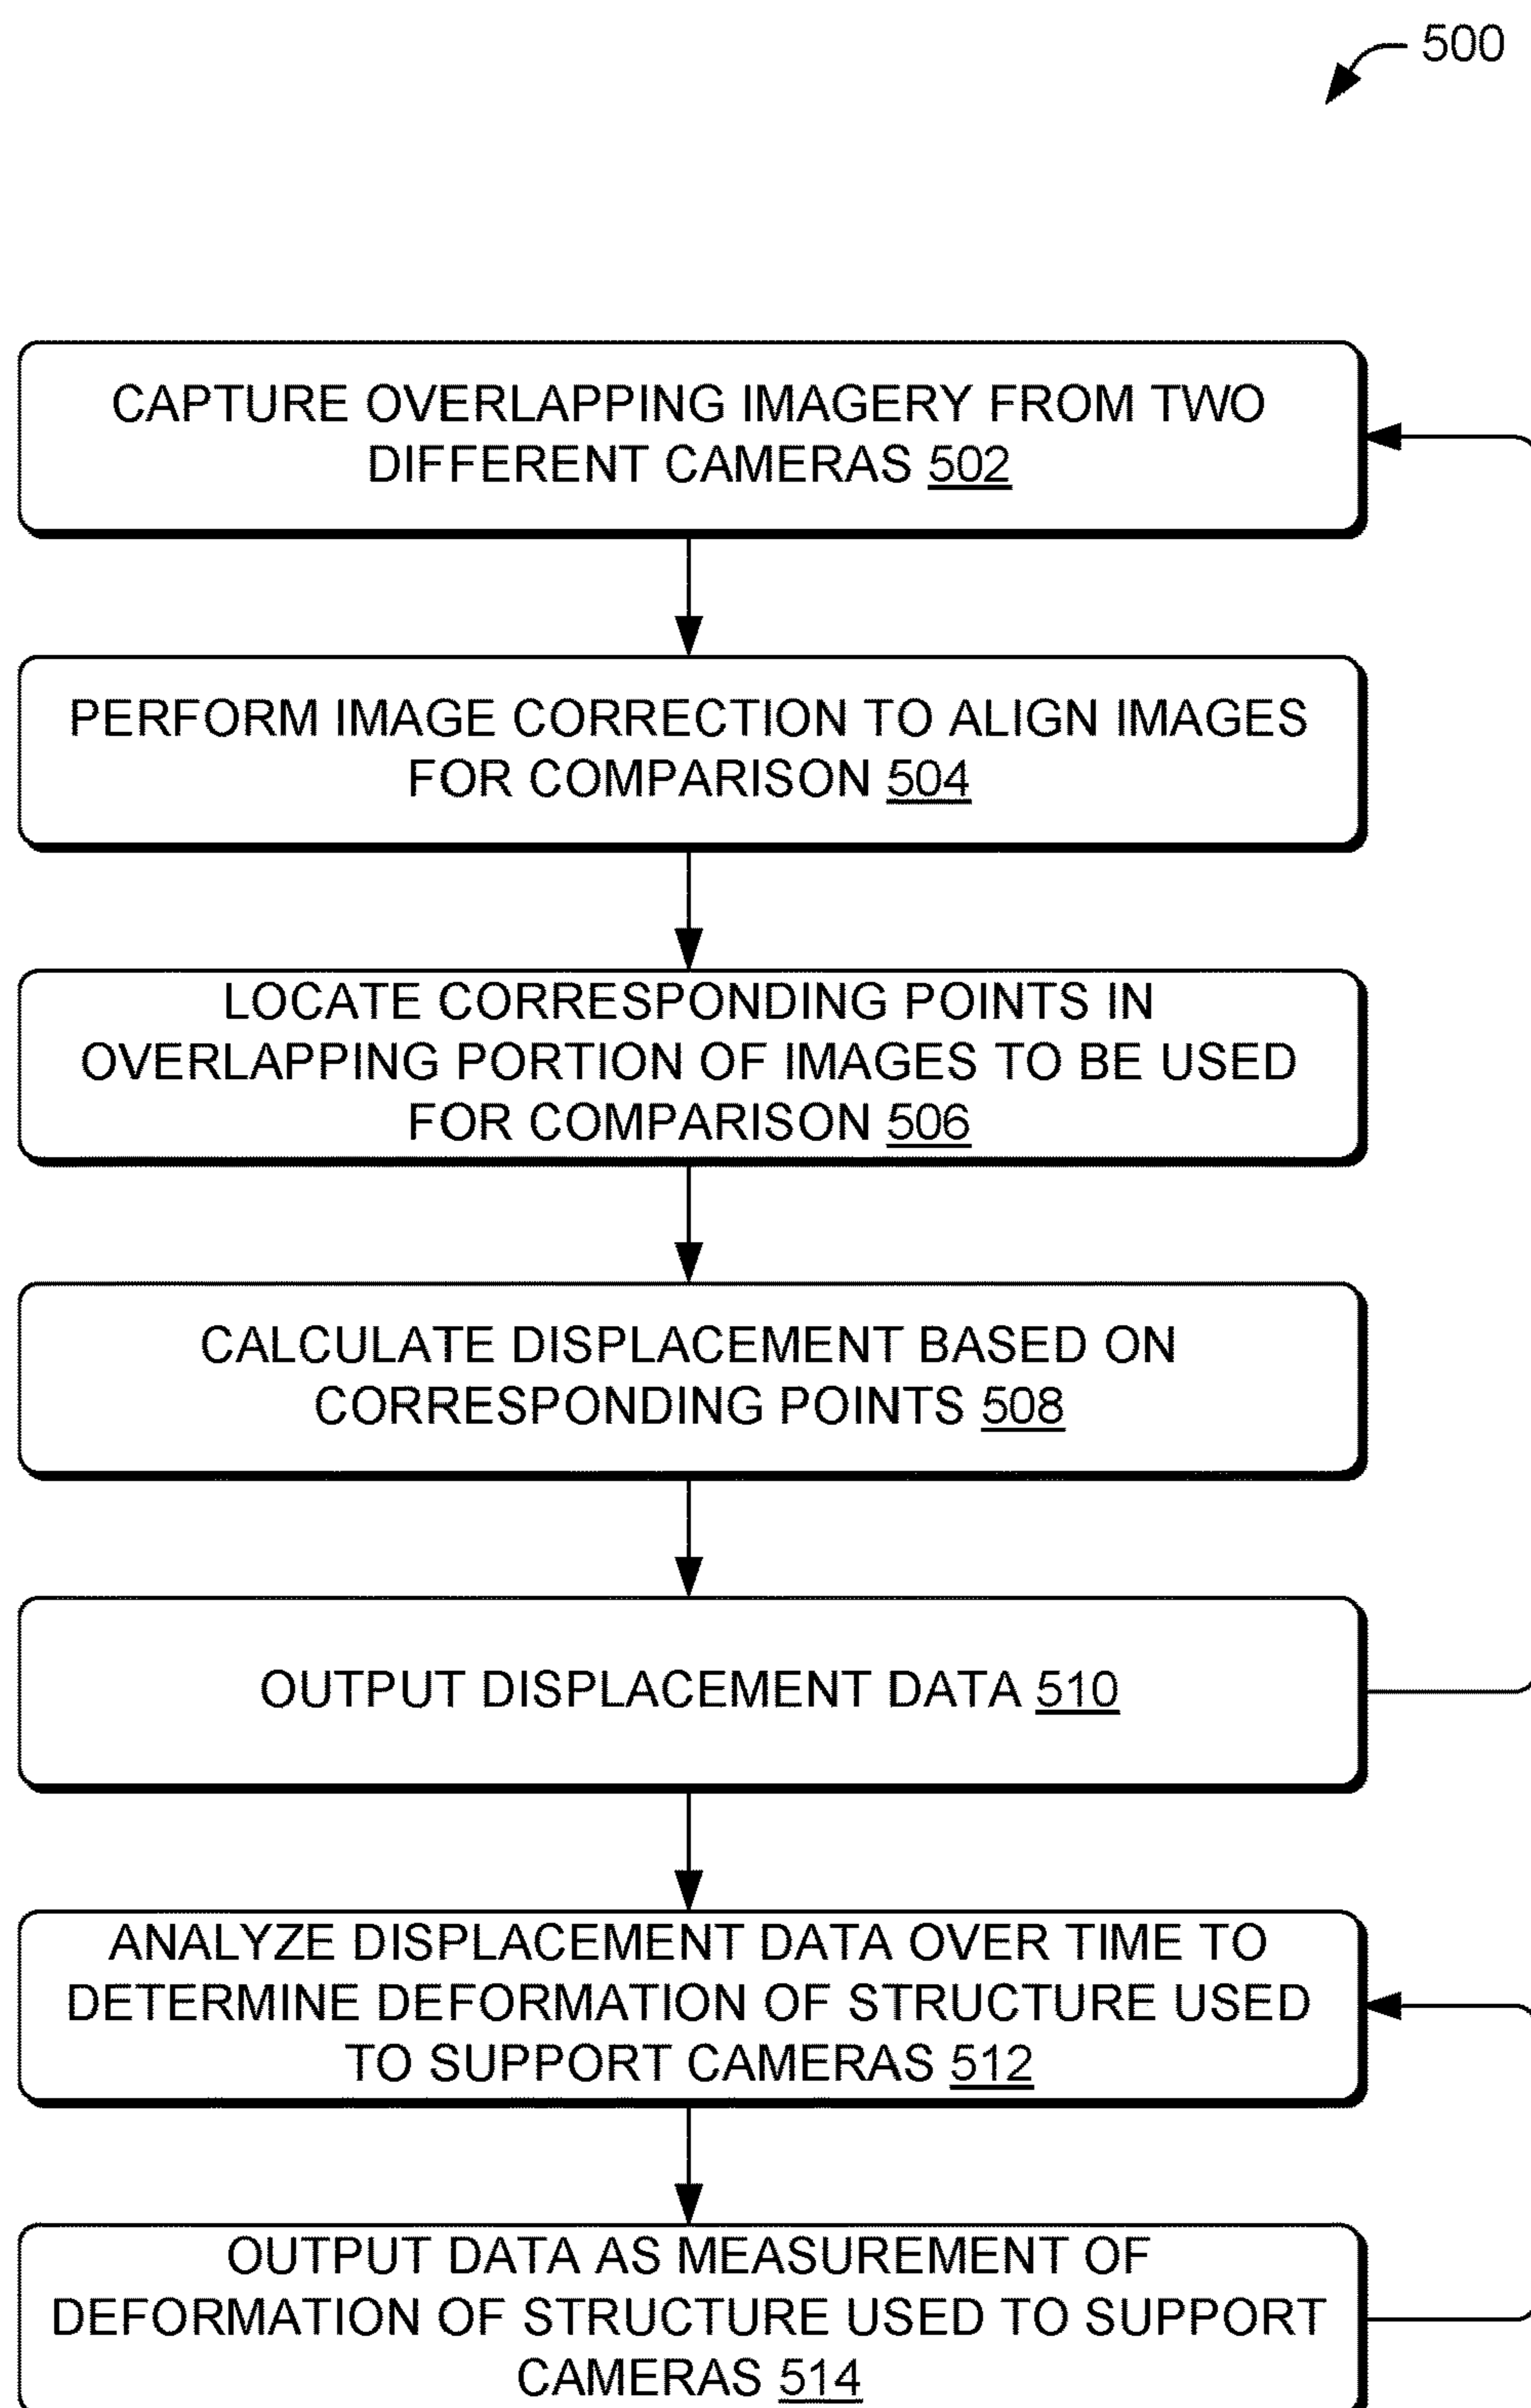 500
CAPTURE OVERLAPPING IMAGERY FROM TWO
DIFFERENT CAMERAS 502
PERFORM IMAGE CORRECTION TO ALIGN IMAGES
FOR COMPARISON 504
LOCATE CORRESPONDING POINTS IN
OVERLAPPING PORTION OF IMAGES TO BE USED
FOR COMPARISON 506
CALCULATE DISPLACEMENT BASED ON
CORRESPONDING POINTS 508
OUTPUT DISPLACEMENT DATA 510
ANALYZE DISPLACEMENT DATA OVER TIME TO
DETERMINE DEFORMATION OF STRUCTURE USED
TO SUPPORT CAMERAS 512
OUTPUT DATA AS MEASUREMENT OF
DEFORMATION OF STRUCTURE USED TO SUPPORT
CAMERAS 514